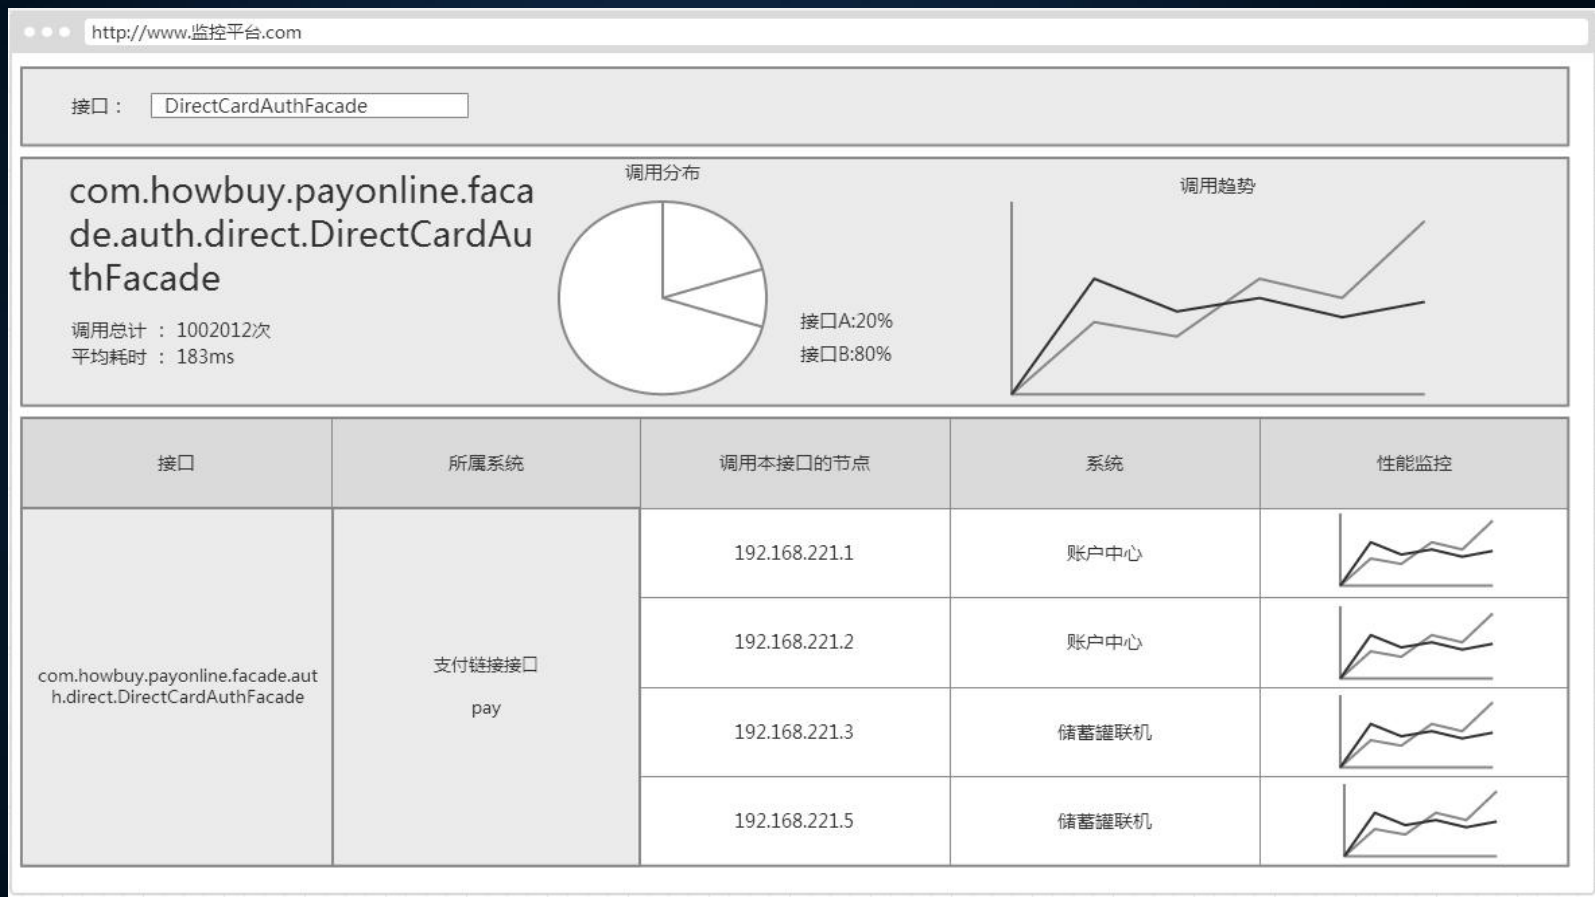 http://www.监控平台.com
接口： DirectCardAuthFacade
com.howbuy.payonline.faca
de.auth.direct.DirectCardAu
thFacade
调用总计 ： 1002012次
平均耗时 ： 183ms
调用分布
接口A:20%
接口B:80%
调用趋势
接口 所属系统 调用本接口的节点 系统 性能监控
com.howbuy.payonline.facade.aut
h.direct.DirectCardAuthFacade
支付链接接口
pay
192.168.221.1 账户中心
192.168.221.2 账户中心
192.168.221.3 储蓄罐联机
192.168.221.5 储蓄罐联机